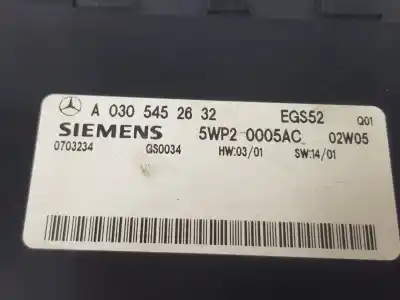 A 030 545 26 32 EGS52 Q01
SIEMENS 5WP2 0005AC 02W05
0703234 GS0034 HW:03/01 SW:14/01